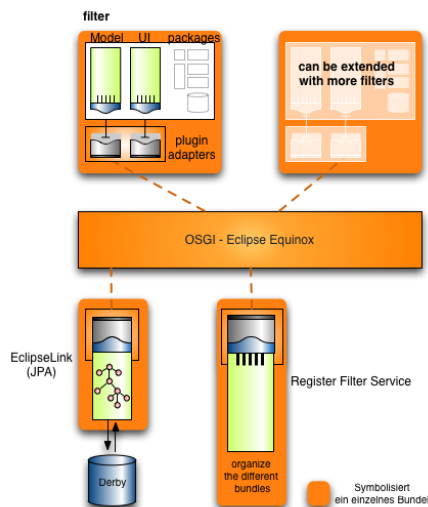 filter
Model UI packages
plugin
adapters
can be extended
with more filters
OSGI - Eclipse Equinox
EclipseLink
(JPA)
Derby
Register Filter Service
organize
the different
bundles
Symbolisiert
ein einzelnes Bundel